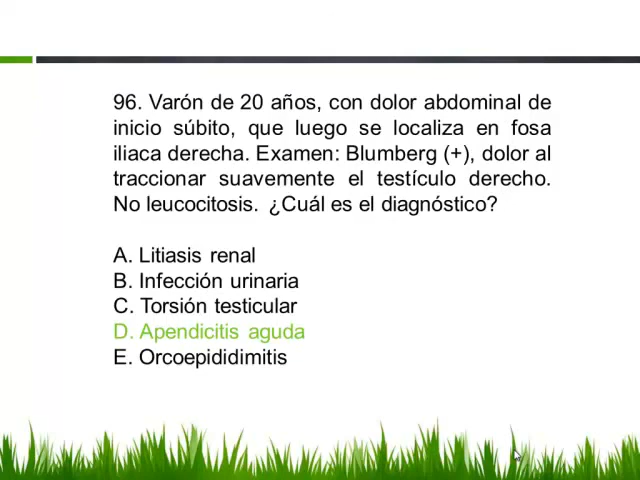 96. Varón de 20 años, con dolor abdominal de
inicio súbito, que luego se localiza en fosa
iliaca derecha. Examen: Blumberg (+), dolor al
traccionar suavemente el testículo derecho.
No leucocitosis. ¿Cuál es el diagnóstico?
A. Litiasis renal
B. Infección urinaria
C. Torsión testicular
D. Apendicitis aguda
E. Orcoepididimitis